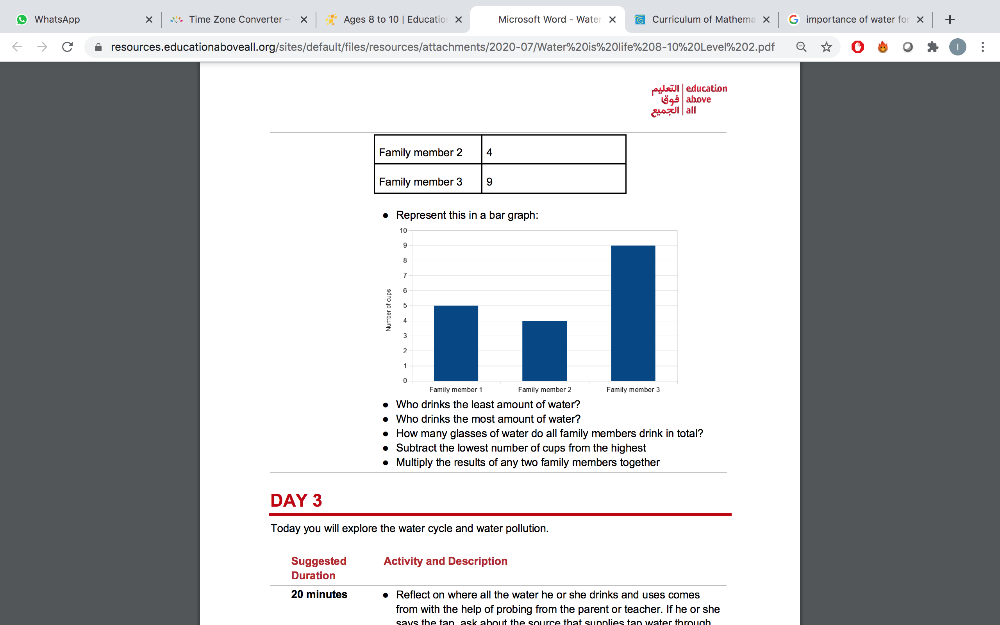 WhatsApp
Time Zone Converter –
Ages 8 to 10 | Education
Microsoft Word - Water
Curriculum of Mathema
importance of water for
resources.educationaboveall.org/sites/default/files/resources/attachments/2020-07/Water%20is%20life%208-10%20Level%202.pdf
I
التعليم
فوق
الجميع
education
above
all
Family member 2 4
Family member 3 9
● Represent this in a bar graph:
10
9
8
7
6
5
4
3
2
1
0
Number of cups
Family member 1 Family member 2 Family member 3
● Who drinks the least amount of water?
● Who drinks the most amount of water?
● How many glasses of water do all family members drink in total?
● Subtract the lowest number of cups from the highest
● Multiply the results of any two family members together
DAY 3
Today you will explore the water cycle and water pollution.
Suggested
Duration
Activity and Description
20 minutes
● Reflect on where all the water he or she drinks and uses comes
from with the help of probing from the parent or teacher. If he or she
says the tap, ask about the source that supplies tap water through